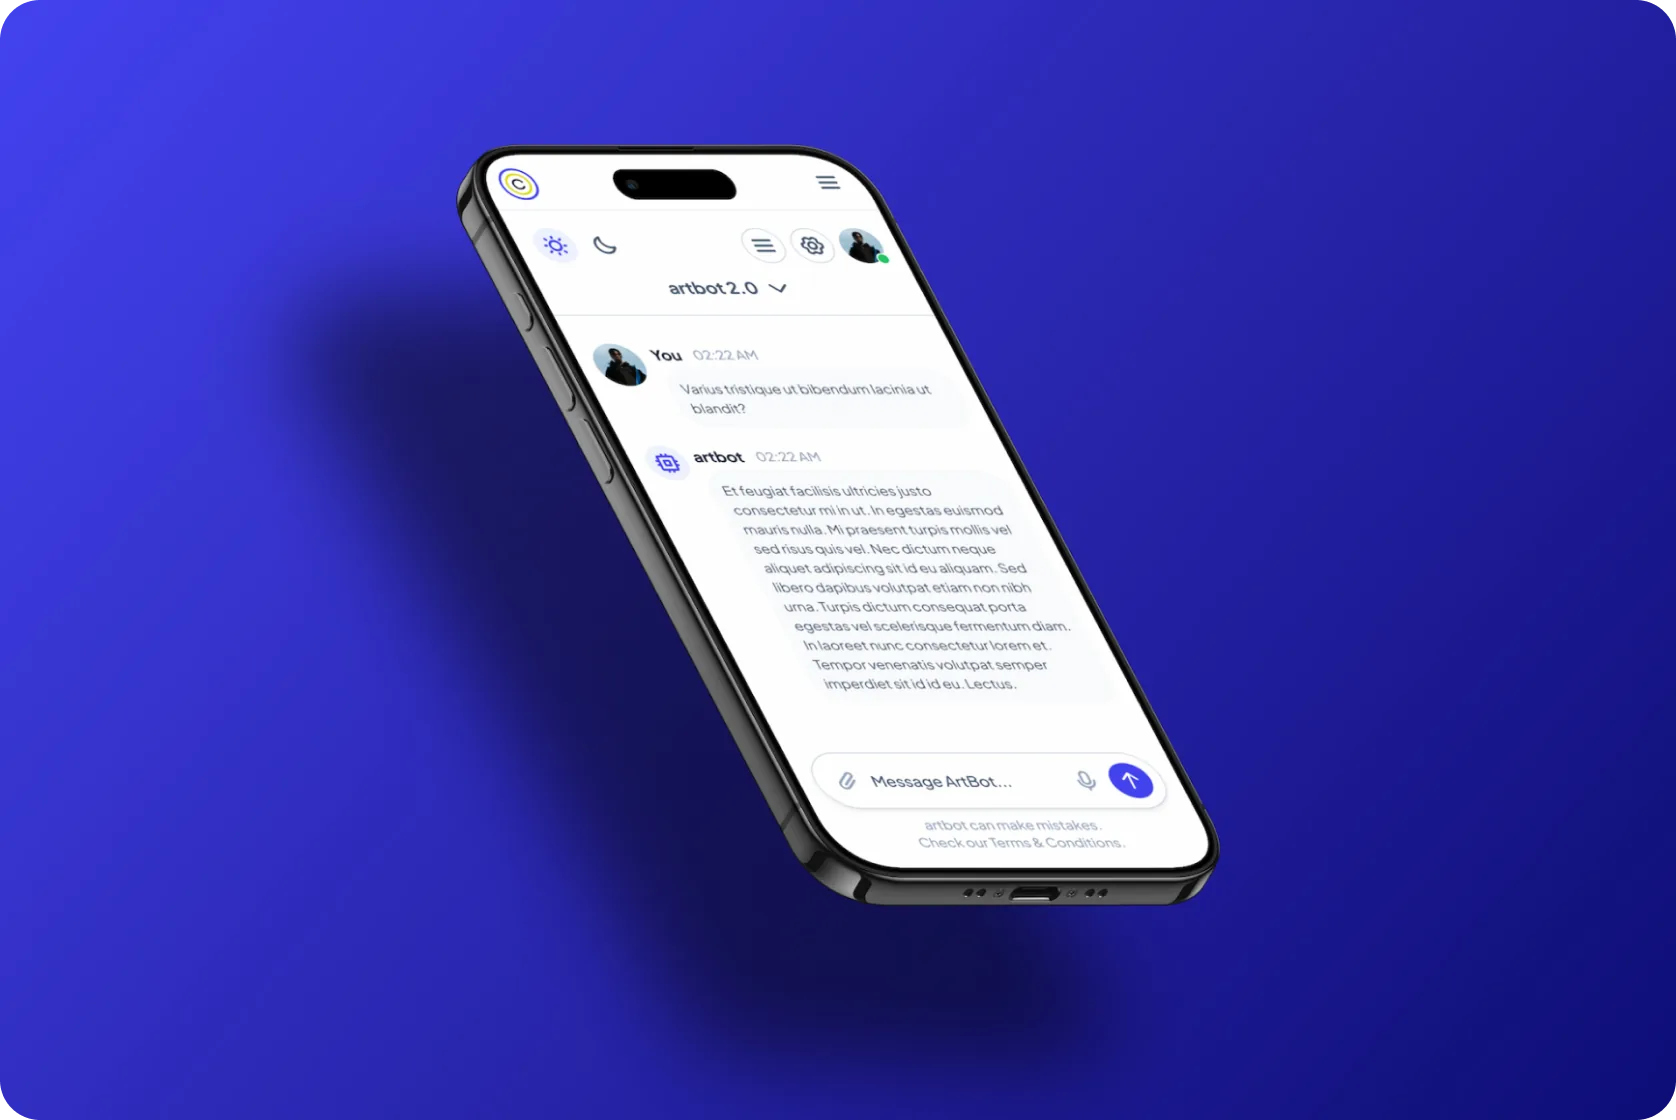 C
artbot 2.0
You 02:22 AM
Varius tristique ut bibendum lacinia ut
blandit?
artbot 02:22 AM
Et feugiat facilisis ultricies justo
consectetur mi in ut. In egestas euismod
mauris nulla. Mi praesent turpis mollis vel
sed risus quis vel. Nec dictum neque
aliquet adipiscing sit id eu aliquam. Sed
libero dapibus volutpat etiam non nibh
urna. Turpis dictum consequat porta
egestas vel scelerisque fermentum diam.
In laoreet nunc consectetur lorem et.
Tempor venenatis volutpat semper
imperdiet sit id id eu. Lectus.
Message ArtBot...
artbot can make mistakes.
Check our Terms & Conditions.